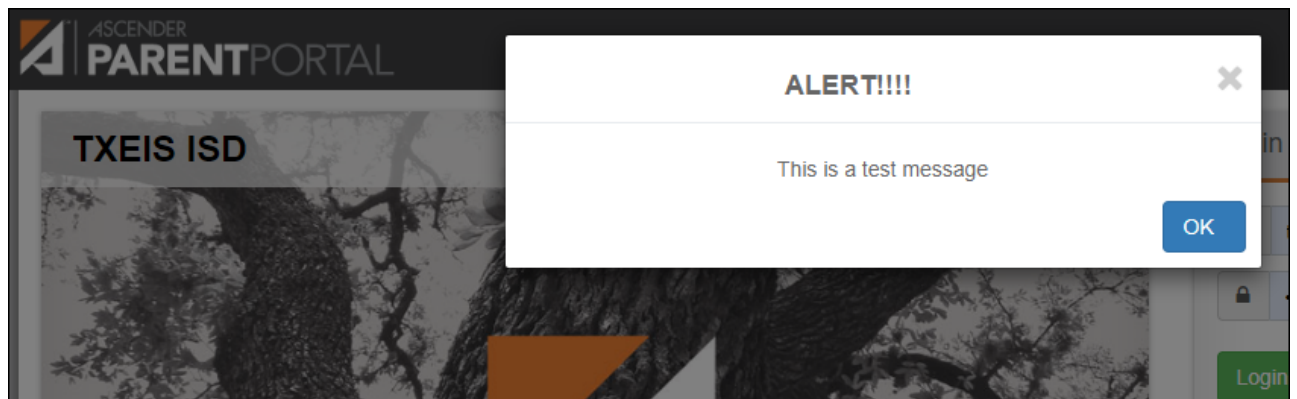 ASCENDER
PARENTPORTAL
ALERT!!!!
TXEIS ISD
This is a test message
OK
Login